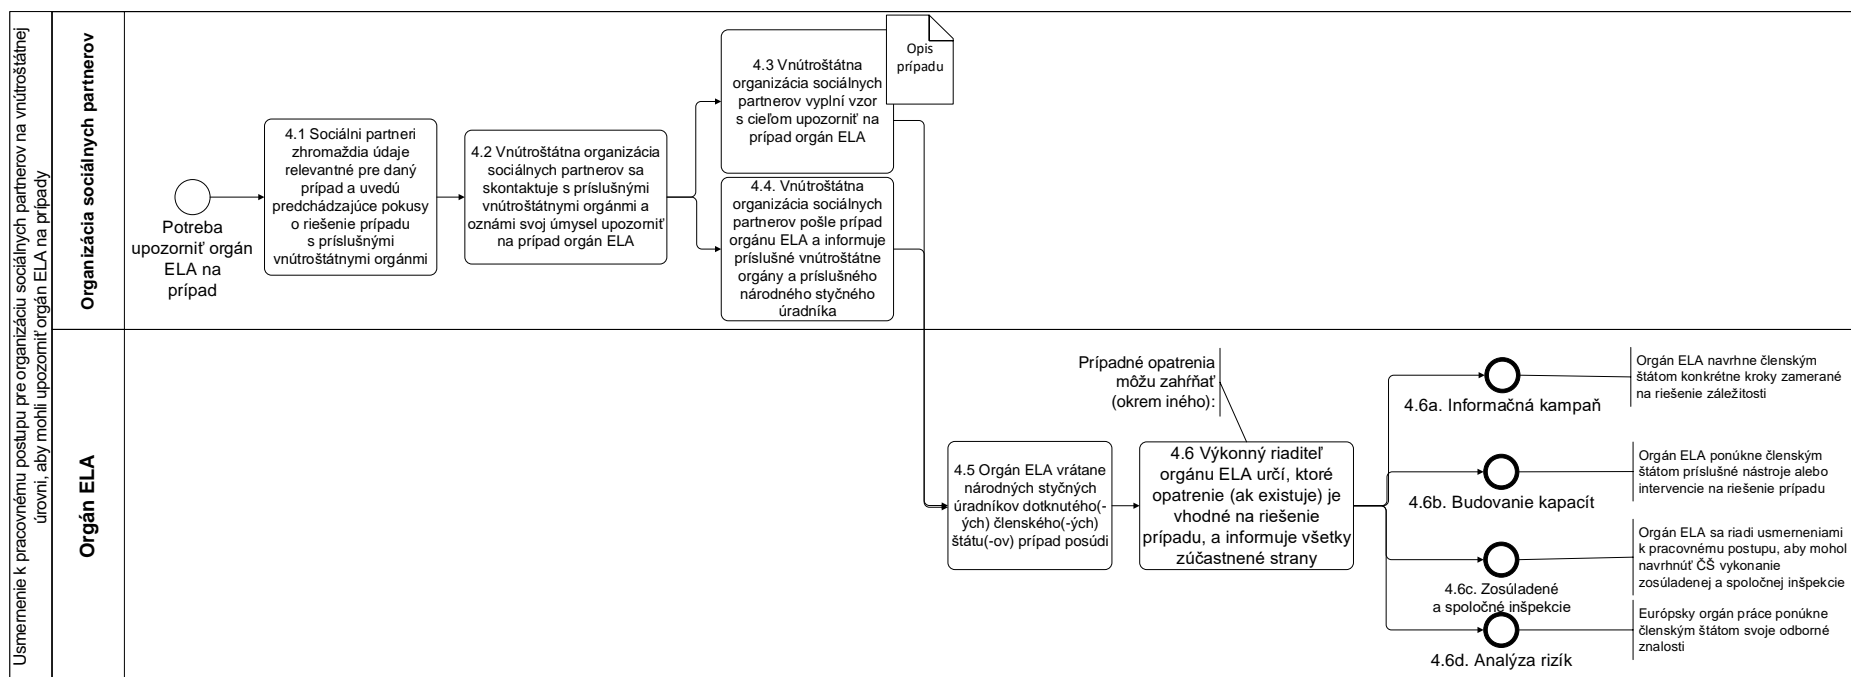 Usmernenie k pracovnému postupu pre organizáciu sociálnych partnerov na vnútroštátnej
úrovni, aby mohli upozorniť orgán ELA na prípady
Organizácia sociálnych partnerov
Potreba
upozorniť orgán
ELA na
prípad
4.1 Sociálni partneri
zhromaždia údaje
relevantné pre daný
prípad a uvedú
predchádzajúce pokusy
o riešenie prípadu
s príslušnými
vnútroštátnymi orgánmi
4.2 Vnútroštátna organizácia
sociálnych partnerov sa
skontaktuje s príslušnými
vnútroštátnymi orgánmi a
oznámi svoj úmysel upozorniť
na prípad orgán ELA
4.3 Vnútroštátna
organizácia sociálnych
partnerov vyplní vzor
s cieľom upozorniť na
prípad orgán ELA
Opis
prípadu
4.4. Vnútroštátna
organizácia sociálnych
partnerov pošle prípad
orgánu ELA a informuje
príslušné vnútroštátne
orgány a príslušného
národného styčného
úradníka
Orgán ELA
4.5 Orgán ELA vrátane
národných styčných
úradníkov dotknutého(-
ých) členského(-ých)
štátu(-ov) prípad posúdi
Prípadné opatrenia
môžu zahŕňať
(okrem iného):
4.6 Výkonný riaditeľ
orgánu ELA určí, ktoré
opatrenie (ak existuje) je
vhodné na riešenie
prípadu, a informuje všetky
zúčastnené strany
4.6a. Informačná kampaň
Orgán ELA navrhne členským
štátom konkrétne kroky zamerané
na riešenie záležitosti
4.6b. Budovanie kapacít
Orgán ELA ponúkne členským
štátom príslušné nástroje alebo
intervencie na riešenie prípadu
4.6c. Zosúladené
a spoločné inšpekcie
Orgán ELA sa riadi usmerneniami
k pracovnému postupu, aby mohol
navrhnúť ČŠ vykonanie
zosúladenej a spoločnej inšpekcie
4.6d. Analýza rizík
Európsky orgán práce ponúkne
členským štátom svoje odborné
znalosti